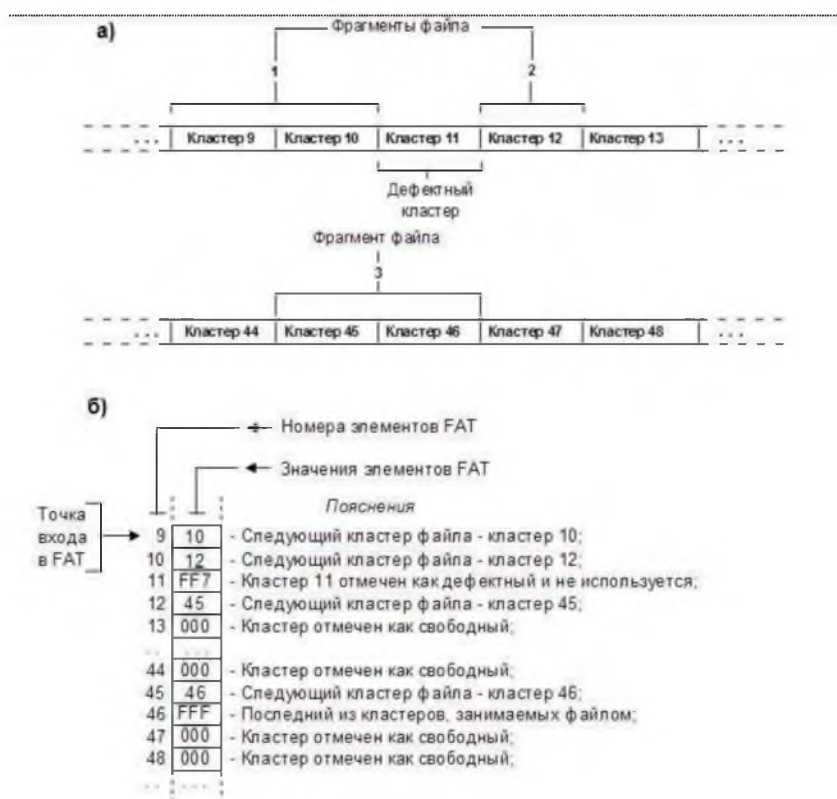 а)
Фрагменты файла
1 2
... Кластер 9 Кластер 10 Кластер 11 Кластер 12 Кластер 13 ...
Дефектный
кластер
Фрагмент файла
3
... Кластер 44 Кластер 45 Кластер 46 Кластер 47 Кластер 48 ...
б)
Номера элементов FAT
Значения элементов FAT
Пояснения
Точка
входа
в FAT
9 10 - Следующий кластер файла - кластер 10;
10 12 - Следующий кластер файла - кластер 12;
11 FF7 - Кластер 11 отмечен как дефектный и не используется;
12 45 - Следующий кластер файла - кластер 45;
13 000 - Кластер отмечен как свободный;
.. ...
44 000 - Кластер отмечен как свободный;
45 46 - Следующий кластер файла - кластер 46;
46 FFF - Последний из кластеров, занимаемых файлом;
47 000 - Кластер отмечен как свободный;
48 000 - Кластер отмечен как свободный;
.. ...